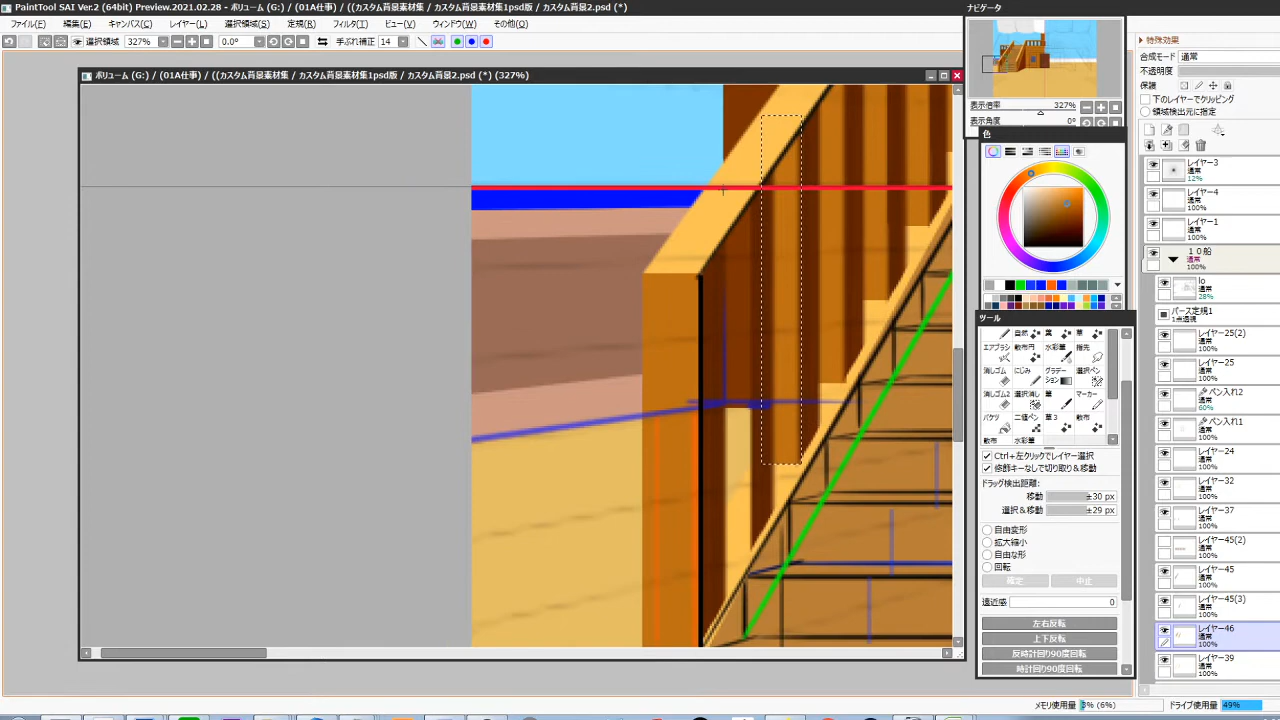 PaintTool SAI Ver.2 (64bit) Preview.2021.02.28 - ボリューム (G:) / (01A仕事) / ((カスタム背景素材集 / カスタム背景素材集1psd版 / カスタム背景2.psd (*)
ファイル(F) 編集(E) キャンバス(C) レイヤー(L) 選択領域(S) 定規(R) フィルタ(T) ビュー(V) ウィンドウ(W) その他(O)
選択領域 327% 0.0° 手ぶれ補正 14
ボリューム (G:) / (01A仕事) / ((カスタム背景素材集 / カスタム背景素材集1psd版 / カスタム背景2.psd (*) (327%)
ナビゲータ
表示倍率 327%
表示角度 0°
色
ツール
自然 葉 草
エアブラシ 散布円 水彩筆 指先
消しゴム にじみ グラデーション 選択ペン
消しゴム2 選択消し 筆 マーカー
バケツ 二値ペン 筆3 散布
散布 水彩筆
Ctrl+左クリックでレイヤー選択
修飾キーなしで切り取り&移動
ドラッグ検出距離:
移動 ±30 px
選択&移動 ±29 px
自由変形
拡大縮小
自由な形
回転
確定 中止
遠近感 0
左右反転
上下反転
反時計回り90度回転
時計回り90度回転
特殊効果
合成モード 通常
不透明度
保護
下のレイヤーでクリッピング
領域検出元に指定
レイヤー3
通常
12%
レイヤー4
通常
100%
レイヤー1
通常
100%
10船
通常
100%
lo
通常
28%
パース定規1
1点透視
レイヤー25(2)
通常
100%
レイヤー25
通常
100%
ペン入れ2
通常
60%
ペン入れ1
通常
100%
レイヤー24
通常
100%
レイヤー32
通常
100%
レイヤー37
通常
100%
レイヤー45(2)
通常
100%
レイヤー45
通常
100%
レイヤー45(3)
通常
100%
レイヤー46
通常
100%
レイヤー39
通常
100%
メモリ使用量 3% (6%) ドライブ使用量 49%